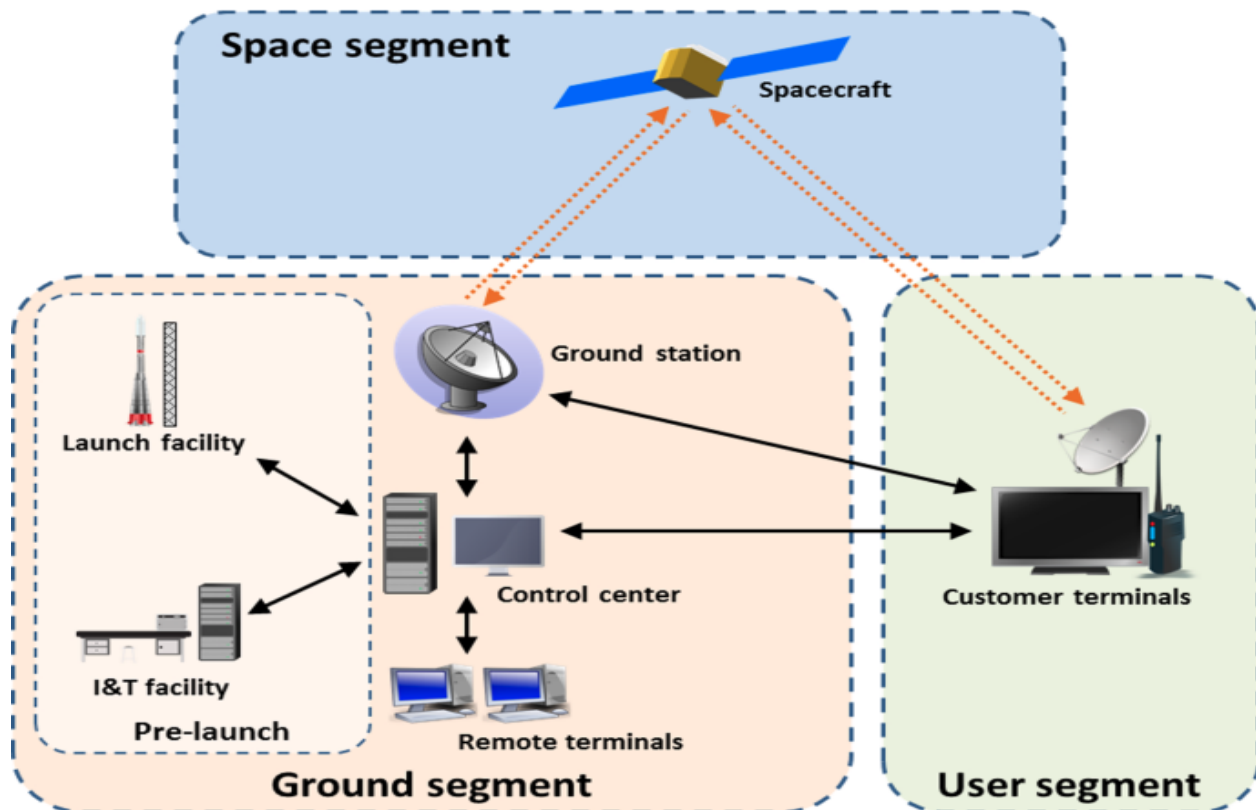 Space segment
Spacecraft
Ground station
Launch facility
Control center
Customer terminals
I&T facility
Pre-launch
Remote terminals
Ground segment
User segment